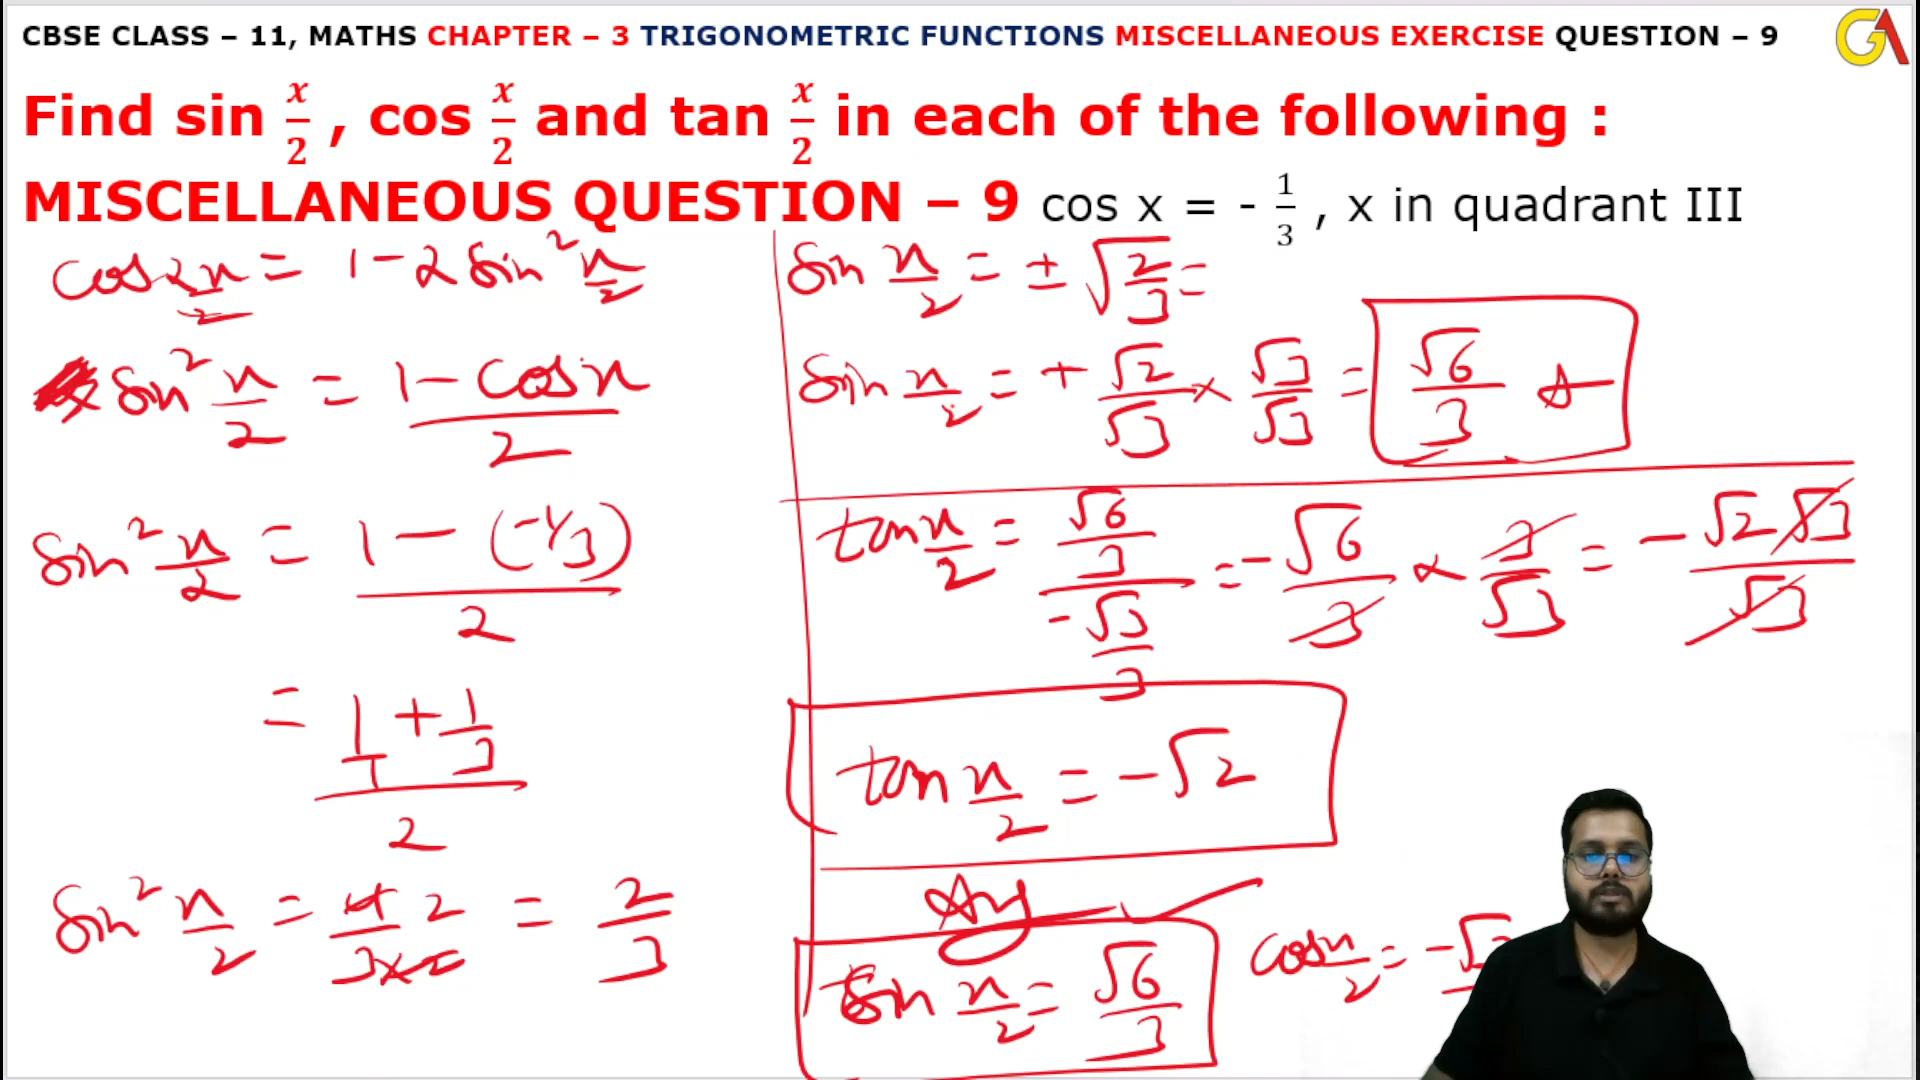 CBSE CLASS – 11, MATHS CHAPTER – 3 TRIGONOMETRIC FUNCTIONS MISCELLANEOUS EXERCISE QUESTION – 9
GA
Find sin x/2 , cos x/2 and tan x/2 in each of the following :
MISCELLANEOUS QUESTION – 9 cos x = - 1/3 , x in quadrant III
cos 2x/2 = 1 - 2 sin² x/2
sin² x/2 = (1 - cos x)/2
sin² x/2 = (1 - (-1/3))/2
= (1/1 + 1/3)/2
sin² x/2 = 4 2/3×2 = 2/3
sin x/2 = ± √(2/3) =
sin x/2 = + √2/√3 × √3/√3 = √6/3
tan x/2 = (√6/3)/(-√3/3) = - √6/3 × 3/√3 = - √2 √3/√3
tan x/2 = -√2
Ans
sin x/2 = √6/3
cos x/2 = -√